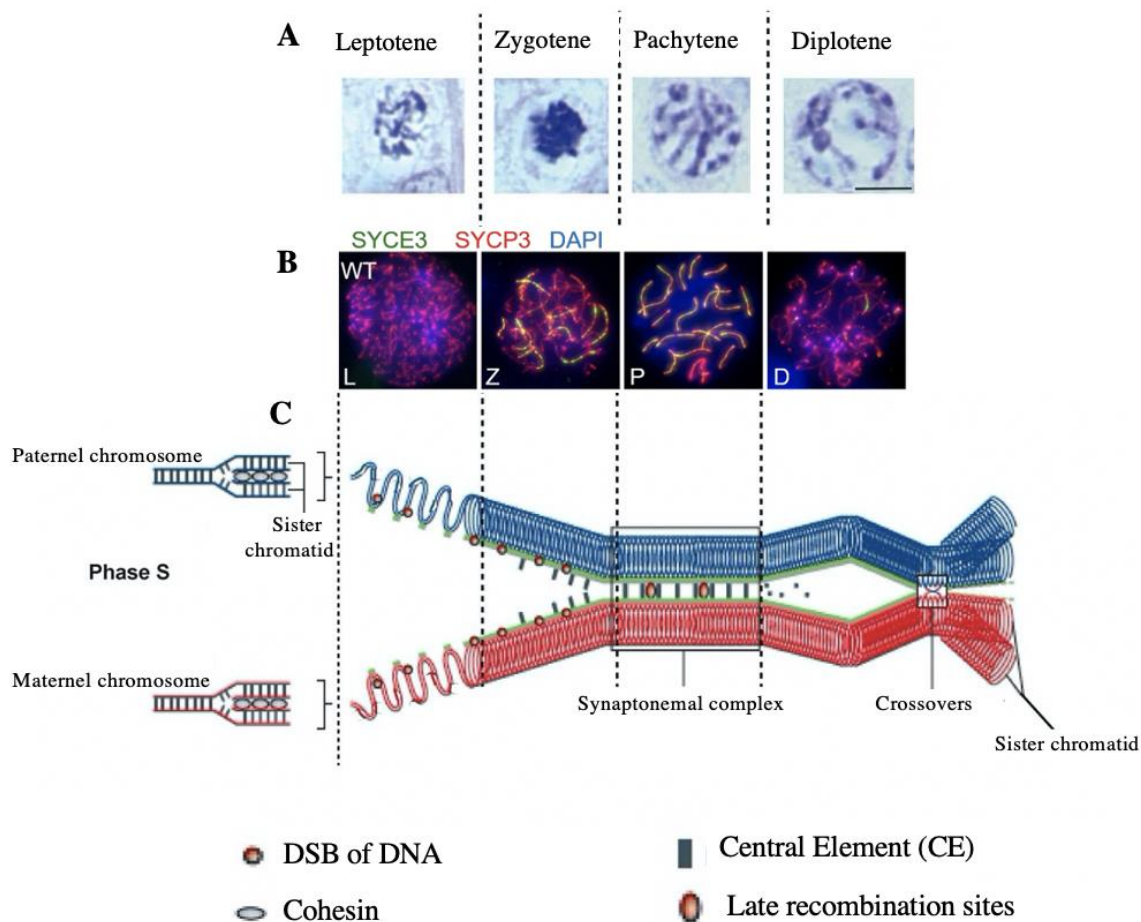 A
Leptotene
Zygotene
Pachytene
Diplotene
SYCE3
SYCP3
DAPI
B
WT
L
Z
P
D
C
Paternel chromosome
Sister
chromatid
Phase S
Maternel chromosome
Synaptonemal complex
Crossovers
Sister chromatid
DSB of DNA
Central Element (CE)
Cohesin
Late recombination sites